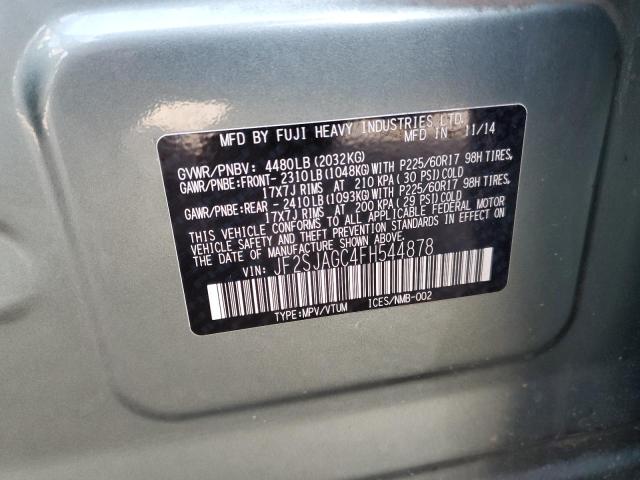 MFD BY FUJI HEAVY INDUSTRIES LTD.
MFD IN 11/14
GVWR/PNBV: 4480LB(2032KG)
GAWR/PNBE:FRONT-2310LB(1048KG)WITH P225/60R17 98H TIRES,
17X7J RIMS AT 210 KPA(30 PSI)COLD
GAWR/PNBE:REAR -2410LB(1093KG)WITH P225/60R17 98H TIRES,
17X7J RIMS AT 200 KPA(29 PSI)COLD
THIS VEHICLE CONFORMS TO ALL APPLICABLE FEDERAL MOTOR
VEHICLE SAFETY AND THEFT PREVENTION STANDARDS IN EFFECT
ON THE DATE OF MANUFACTURE SHOWN ABOVE.
VIN: JF2SJAGC4FH544878
TYPE:MPV/VTUM ICES/NMB-002